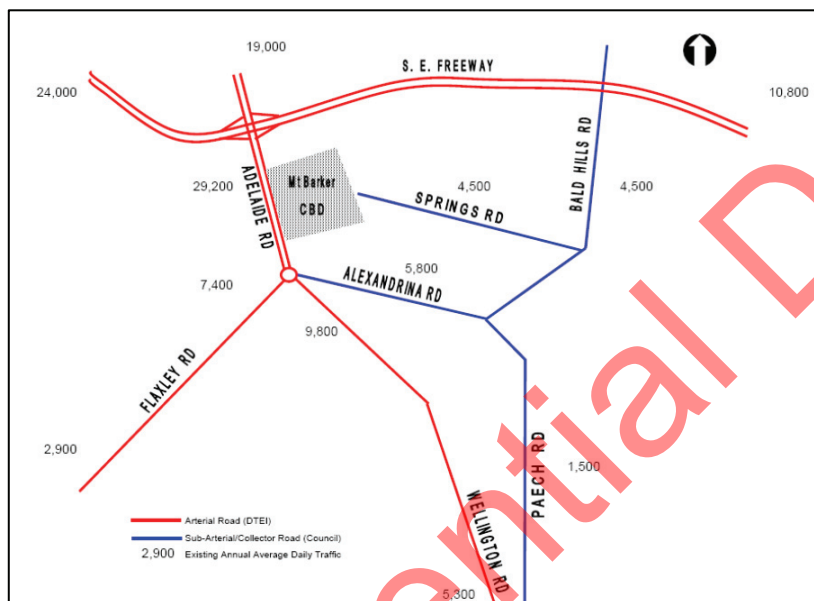 19,000
S. E. FREEWAY
24,000
10,800
29,200
ADELAIDE RD
Mt Barker
CBD
4,500
SPRINGS RD
BALD HILLS RD
4,500
5,800
ALEXANDRINA RD
7,400
9,800
FLAXLEY RD
2,900
PAECH RD
1,500
WELLINGTON RD
5,300
Arterial Road (DTEI)
Sub-Arterial/Collector Road (Council)
2,900 Existing Annual Average Daily Traffic
ential D